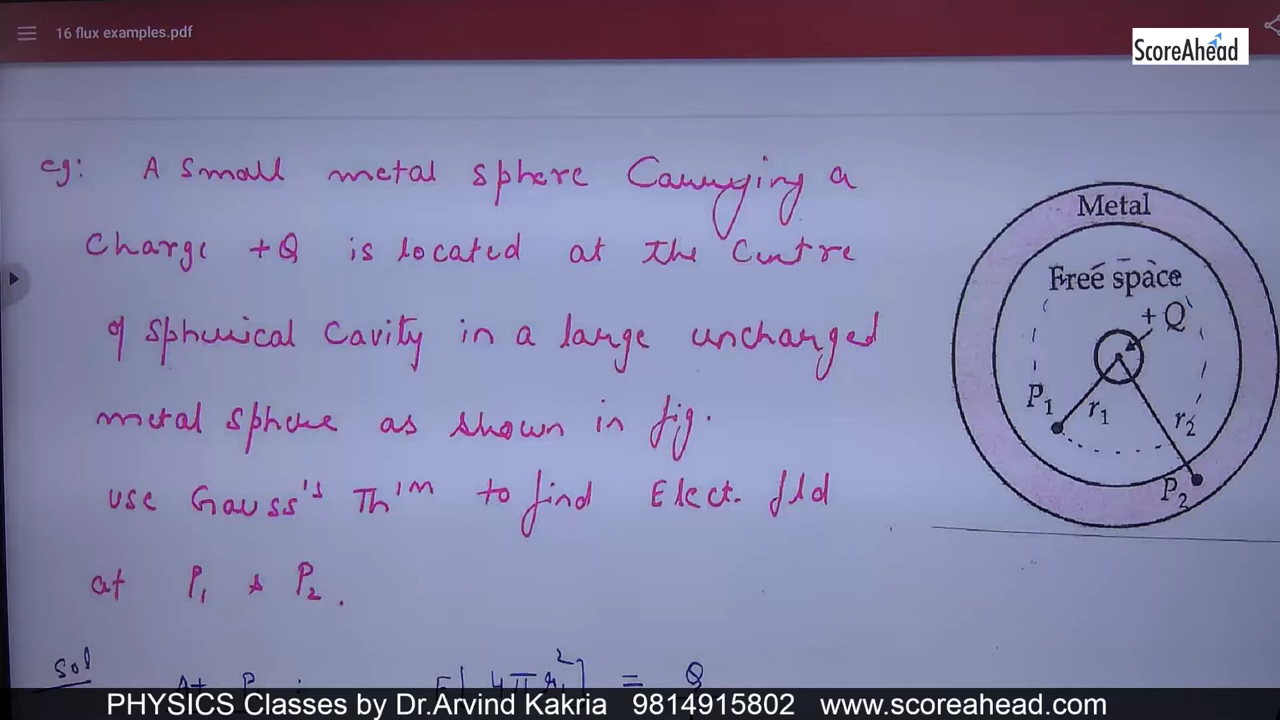 16 flux examples.pdf
ScoreAhead
eg: A small metal sphere Carrying a
Charge +Q is located at the Centre
of spherical cavity in a large uncharged
metal sphere as shown in fig.
use Gauss's Th'm to find Elect. fld
at P₁ & P₂.
Metal
Free space
+Q
P₁
r₁
r₂
P₂
Sol
At P : E[4πr₁²] = Q
PHYSICS Classes by Dr.Arvind Kakria 9814915802 www.scoreahead.com